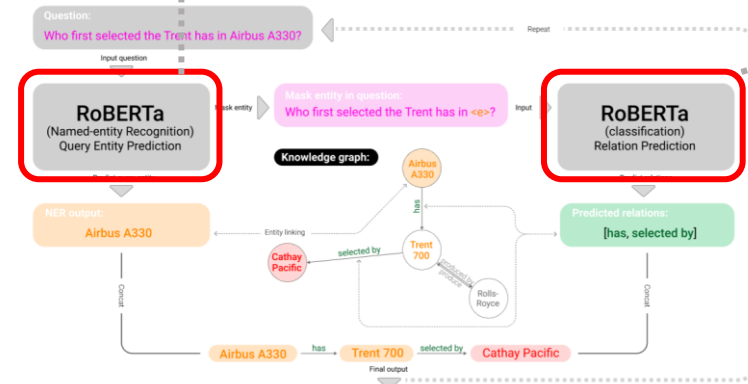 Question:
Who first selected the Trent has in Airbus A330?
Repeat
Input question
RoBERTa
(Named-entity Recognition)
Query Entity Prediction
Mask entity
Mask entity in question:
Who first selected the Trent has in <e>?
Input
RoBERTa
(classification)
Relation Prediction
Knowledge graph:
Airbus
A330
has
NER output:
Airbus A330
Entity linking
Cathay
Pacific
selected by
Trent
700
produced by
produce
Rolls-
Royce
Predicted relations:
[has, selected by]
Concat
Concat
Airbus A330
has
Trent 700
selected by
Cathay Pacific
Final output